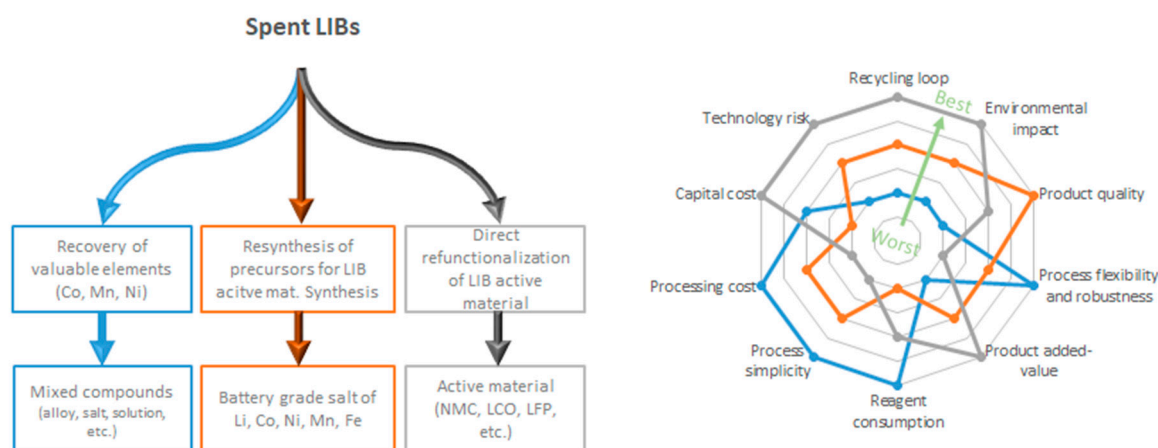 Spent LIBs
Recovery of
valuable elements
(Co, Mn, Ni)
Resynthesis of
precursors for LIB
acitve mat. Synthesis
Direct
refunctionalization
of LIB active
material
Mixed compounds
(alloy, salt, solution,
etc.)
Battery grade salt of
Li, Co, Ni, Mn, Fe
Active material
(NMC, LCO, LFP,
etc.)
Recycling loop
Best
Environmental
impact
Technology risk
Capital cost
Product quality
Worst
Processing cost
Process flexibility
and robustness
Process
simplicity
Product added-
value
Reagent
consumption